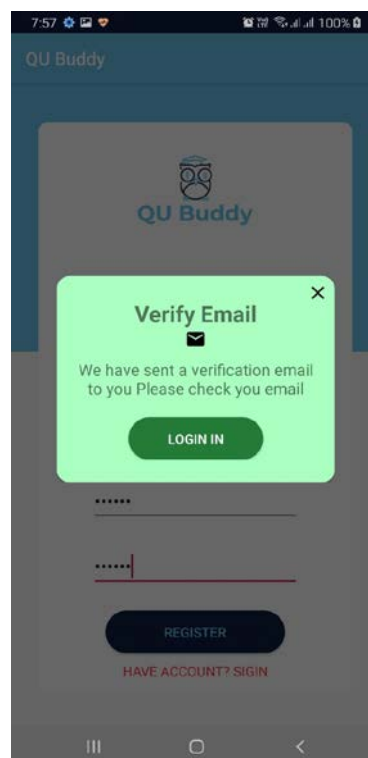 7:57 100%
QU Buddy
QU Buddy
Verify Email
We have sent a verification email
to you Please check you email
LOGIN IN
REGISTER
HAVE ACCOUNT? SIGIN